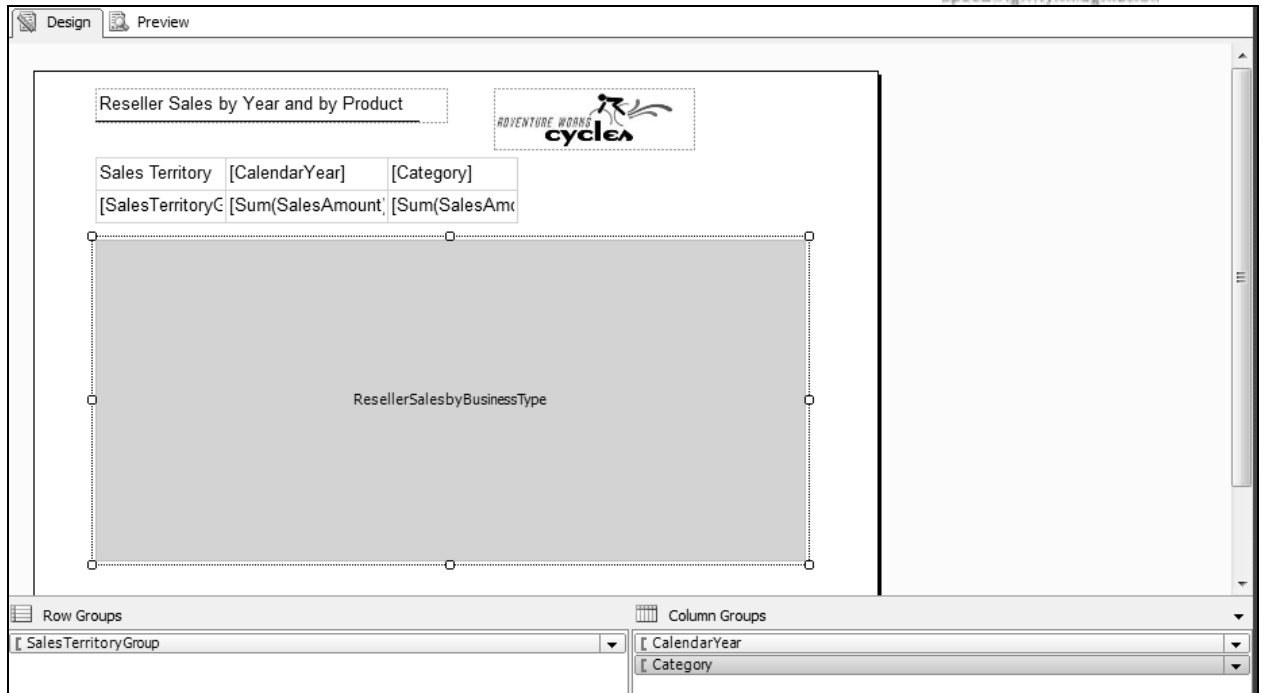 Design Preview
Reseller Sales by Year and by Product
ADVENTURE WORKS
cycles
Sales Territory [CalendarYear] [Category]
[SalesTerritoryG [Sum(SalesAmount) [Sum(SalesAmo
ResellerSalesbyBusinessType
Row Groups Column Groups
[ SalesTerritoryGroup [ CalendarYear
[ Category